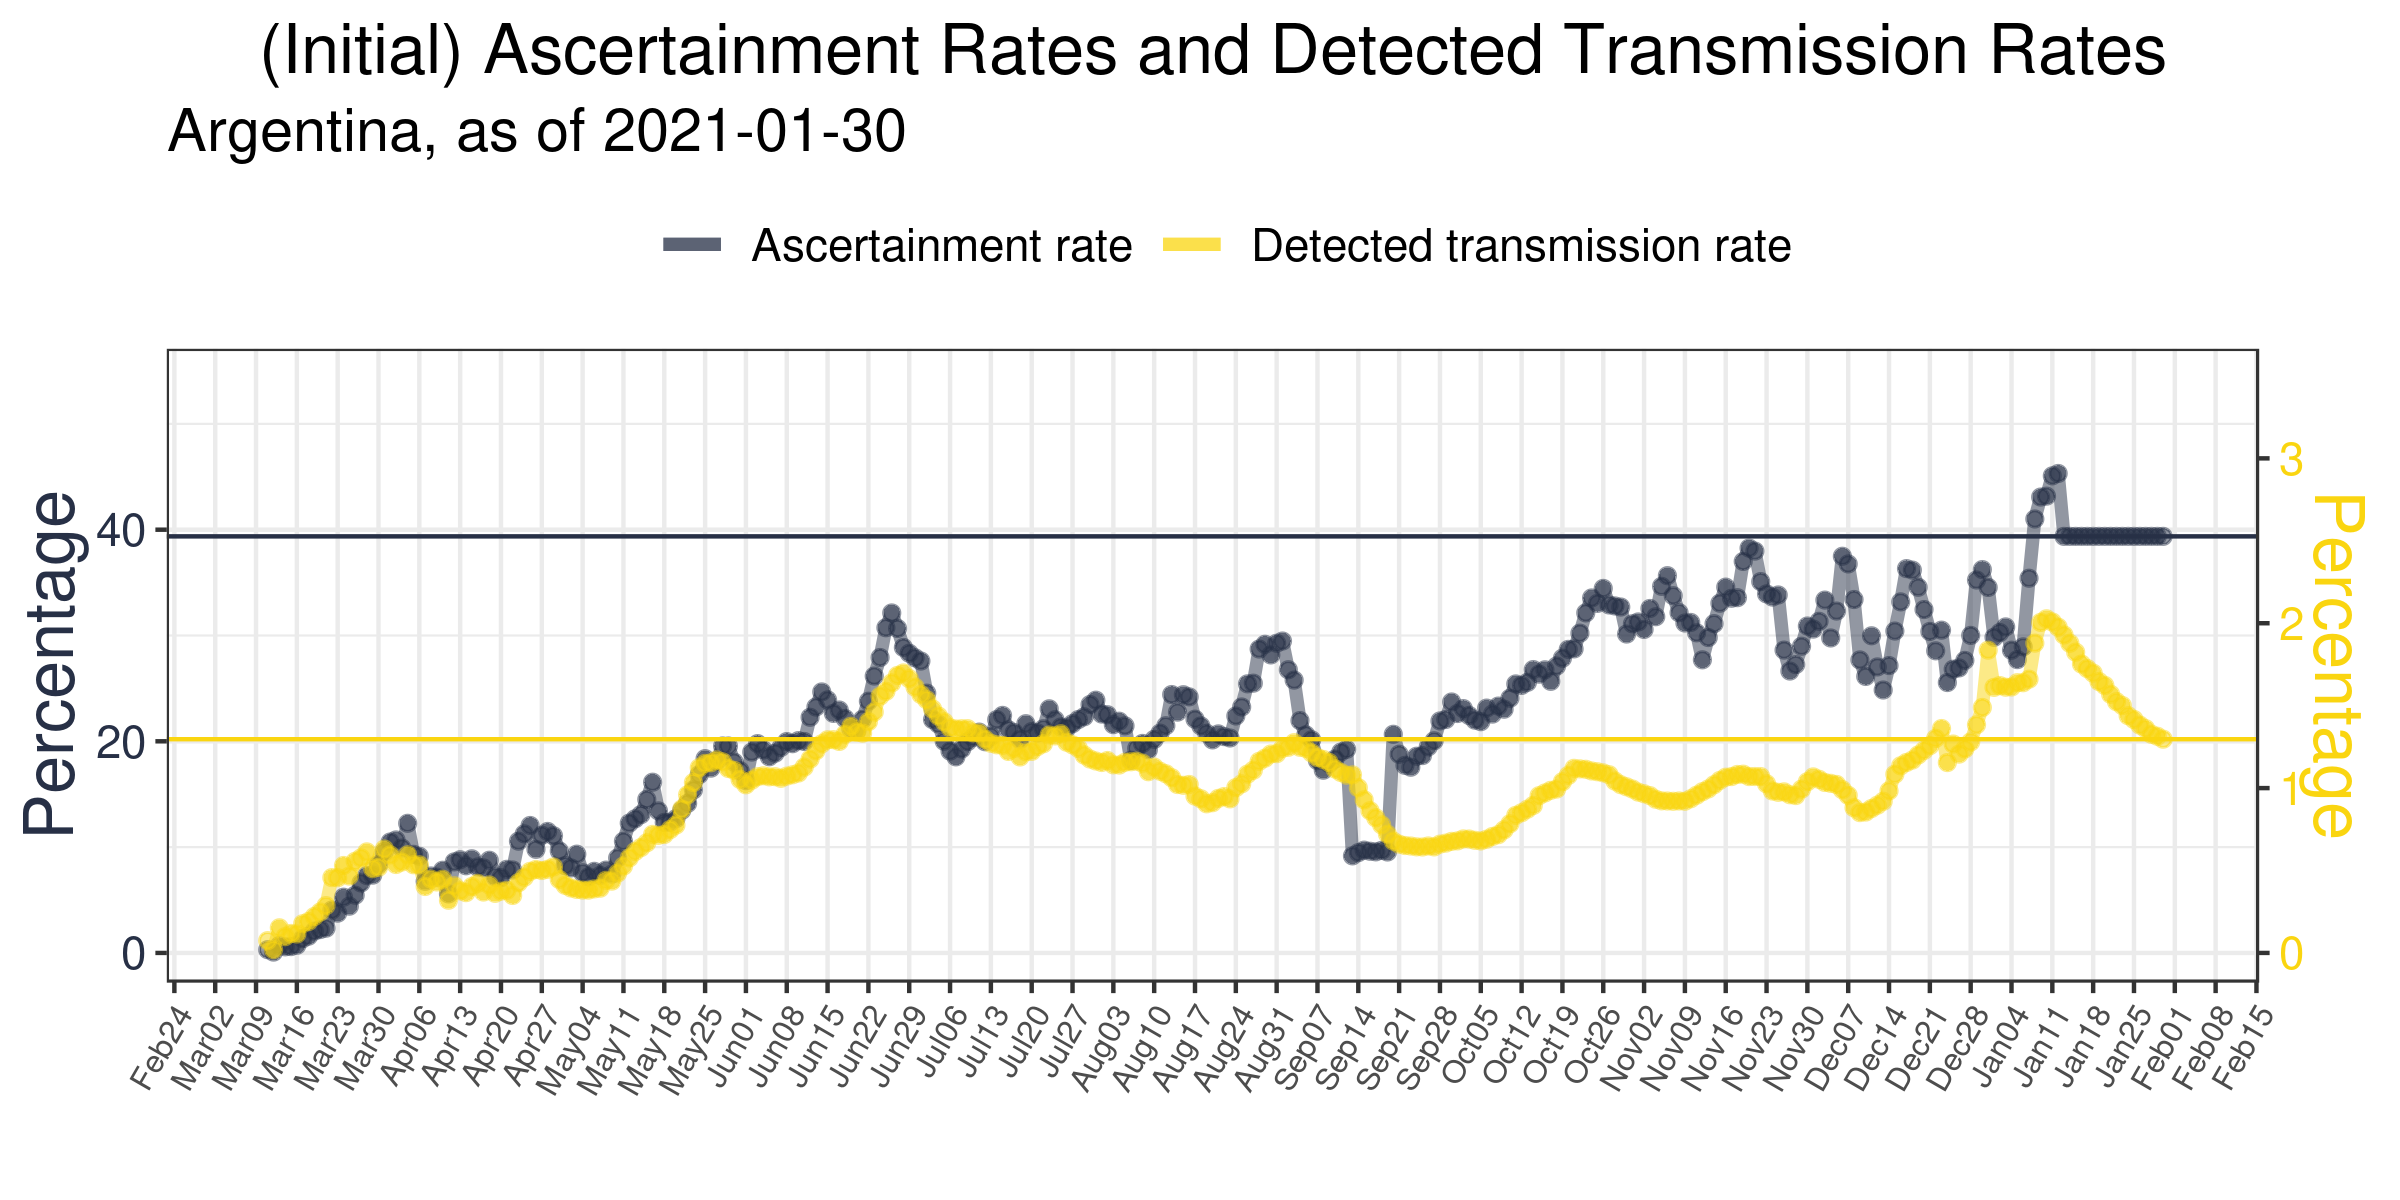 (Initial) Ascertainment Rates and Detected Transmission Rates
Argentina, as of 2021-01-30
Ascertainment rate Detected transmission rate
Percentage
40
20
0
3
2
1
0
Percentage
Feb24 Mar02 Mar09 Mar16 Mar23 Mar30 Apr06 Apr13 Apr20 Apr27 May04 May11 May18 May25 Jun01 Jun08 Jun15 Jun22 Jun29 Jul06 Jul13 Jul20 Jul27 Aug03 Aug10 Aug17 Aug24 Aug31 Sep07 Sep14 Sep21 Sep28 Oct05 Oct12 Oct19 Oct26 Nov02 Nov09 Nov16 Nov23 Nov30 Dec07 Dec14 Dec21 Dec28 Jan04 Jan11 Jan18 Jan25 Feb01 Feb08 Feb15